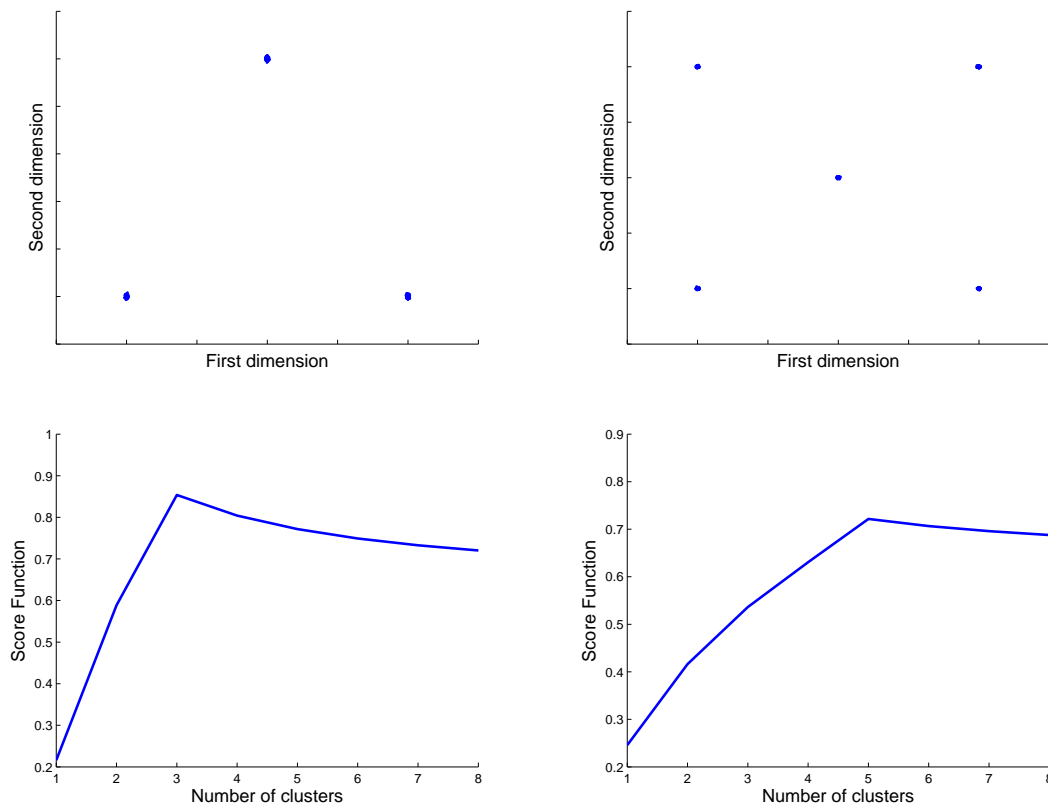 Second dimension
First dimension
Second dimension
First dimension
1
0.9
0.8
0.7
0.6
0.5
0.4
0.3
0.2
Score Function
1 2 3 4 5 6 7 8
Number of clusters
0.9
0.8
0.7
0.6
0.5
0.4
0.3
0.2
Score Function
1 2 3 4 5 6 7 8
Number of clusters